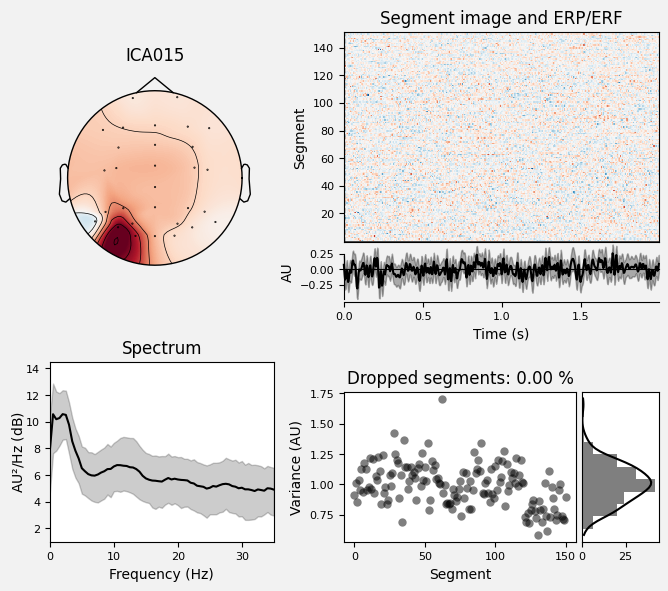 ICA015
Segment image and ERP/ERF
Segment
140
120
100
80
60
40
20
AU
0.25
0.00
−0.25
0.0 0.5 1.0 1.5
Time (s)
Spectrum
AU²/Hz (dB)
14
12
10
8
6
4
2
0 10 20 30
Frequency (Hz)
Dropped segments: 0.00 %
Variance (AU)
1.75
1.50
1.25
1.00
0.75
0 50 100 150
Segment
0 25